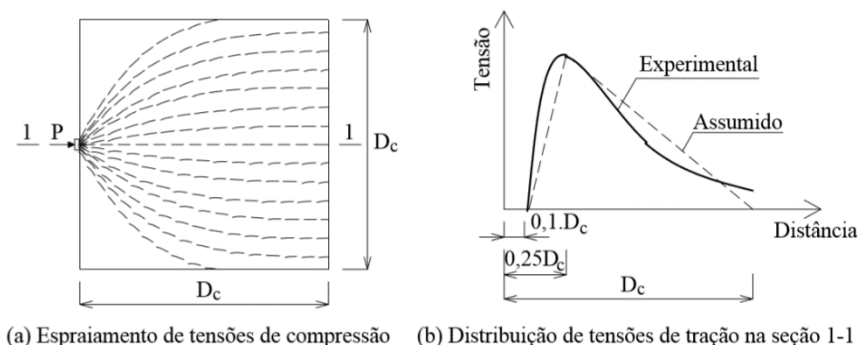 1 P
1
Dc
Dc
(a) Espraiamento de tensões de compressão
Tensão
Experimental
Assumido
Distância
0,1.Dc
0,25Dc
Dc
(b) Distribuição de tensões de tração na seção 1-1